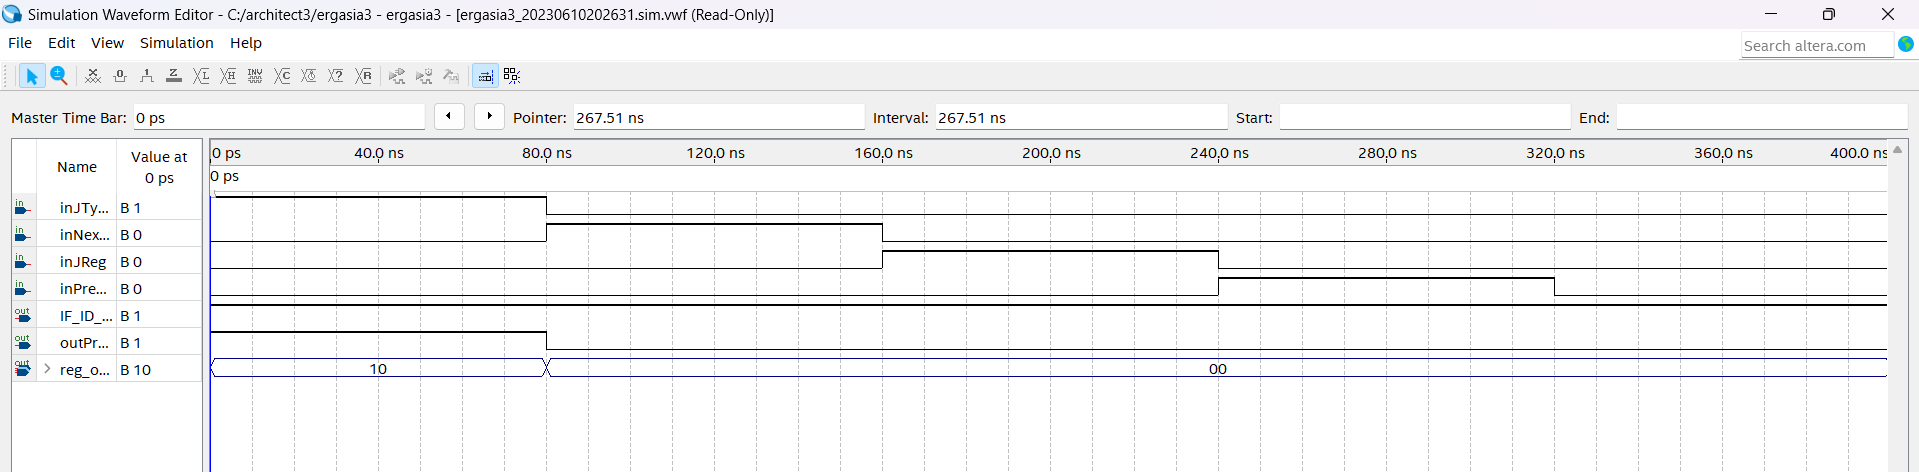 Simulation Waveform Editor - C:/architect3/ergasia3 - ergasia3 - [ergasia3_20230610202631.sim.vwf (Read-Only)]
File Edit View Simulation Help
Search altera.com
Master Time Bar: 0 ps Pointer: 267.51 ns Interval: 267.51 ns Start: End:
Name Value at 0 ps
0 ps 40.0 ns 80.0 ns 120.0 ns 160.0 ns 200.0 ns 240.0 ns 280.0 ns 320.0 ns 360.0 ns 400.0 ns
0 ps
in inJTy... B 1
in inNex... B 0
in inJReg B 0
in inPre... B 0
out IF_ID_... B 1
out outPr... B 1
out reg_o... B 10 10 00